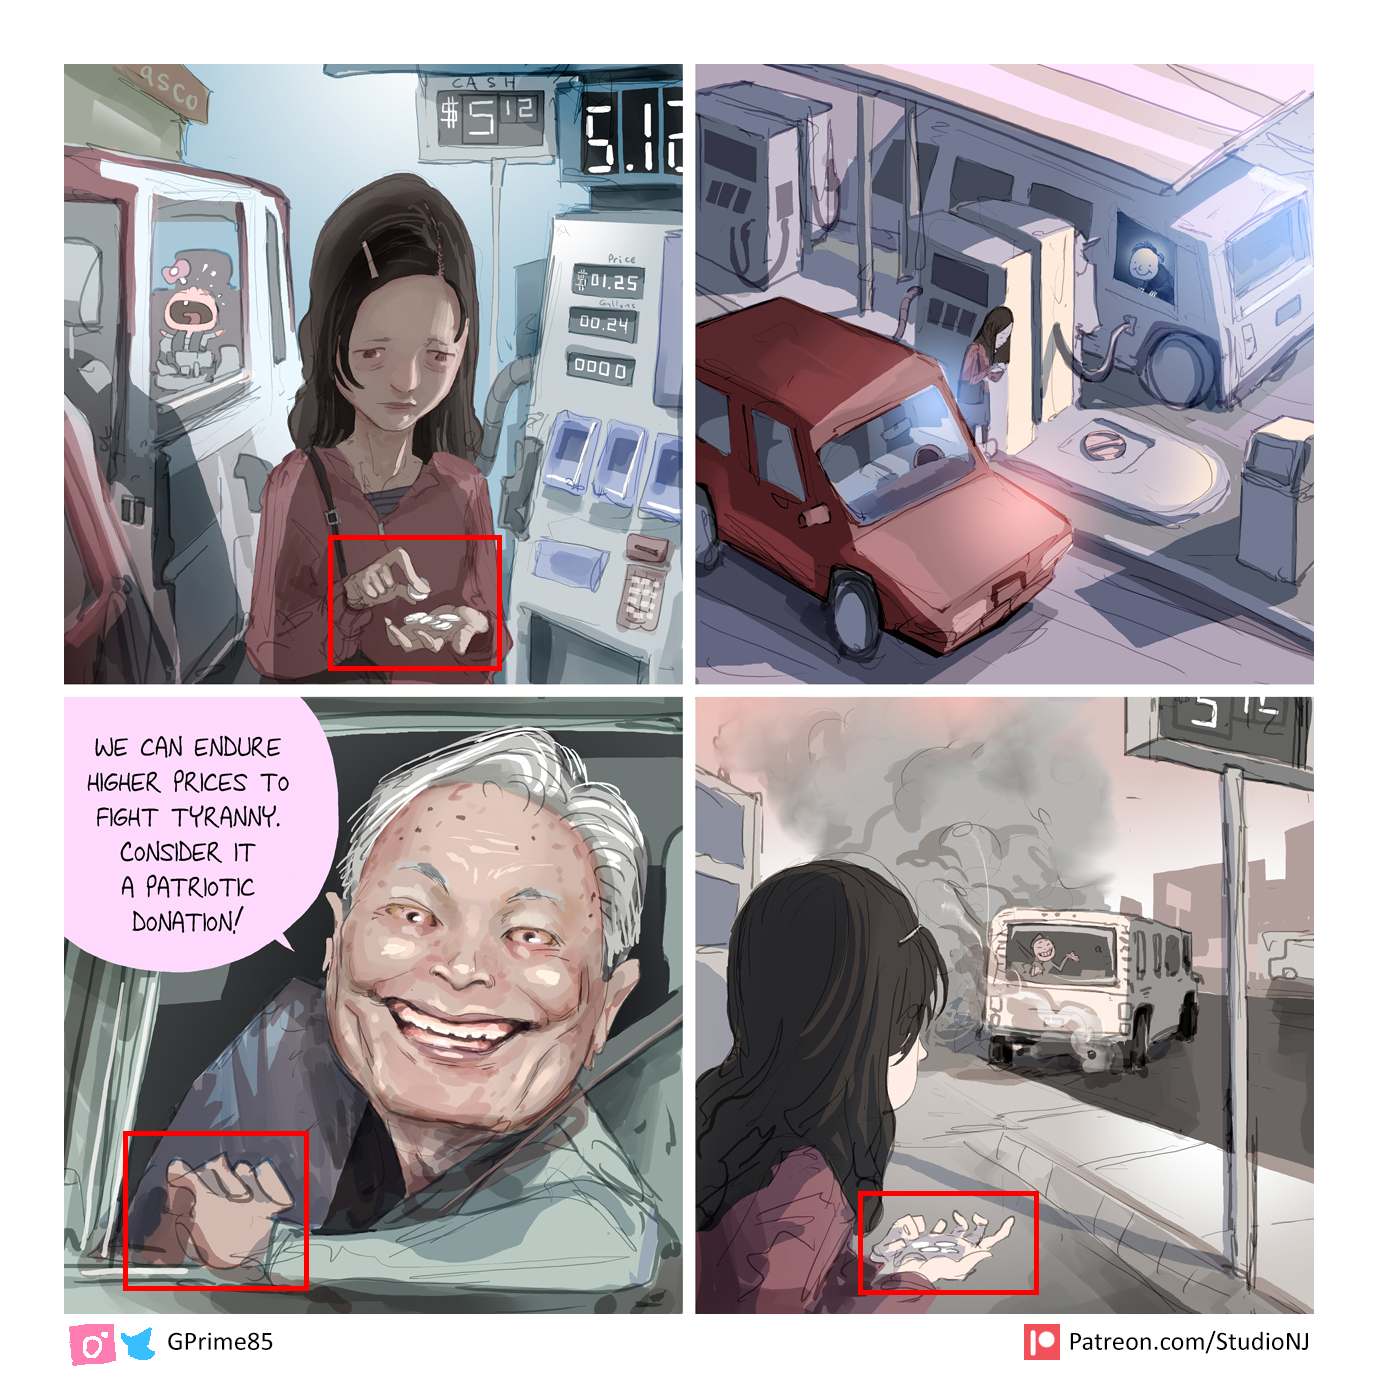 asco
CASH
$5 12
5.12
Price
$01.25
Gallons
00.24
0000
WE CAN ENDURE
HIGHER PRICES TO
FIGHT TYRANNY.
CONSIDER IT
A PATRIOTIC
DONATION!
5 12
GPrime85
Patreon.com/StudioNJ